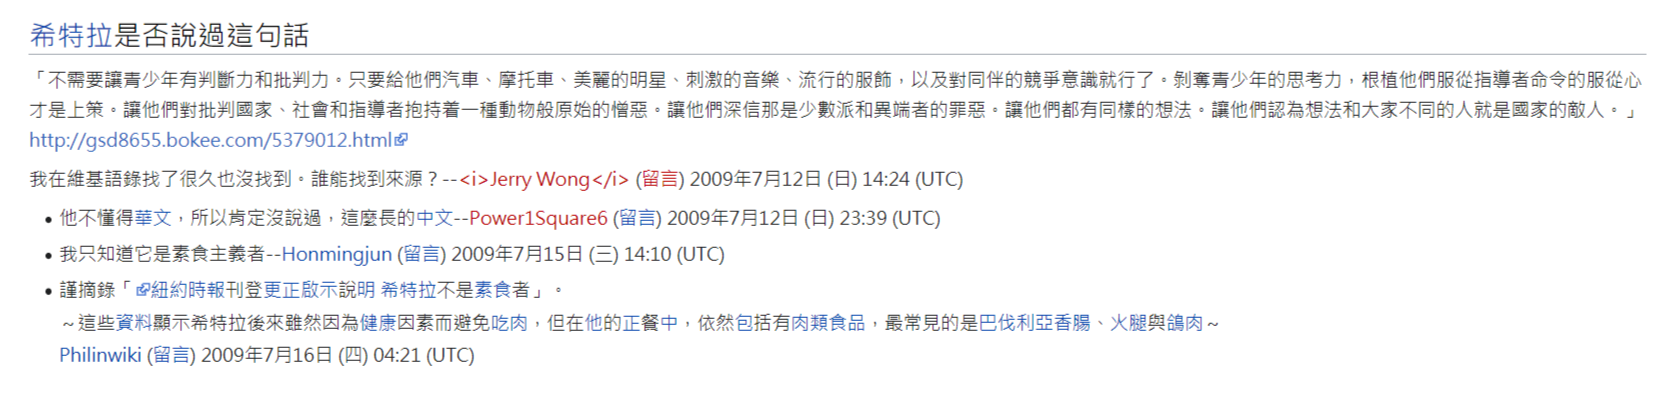 希特拉是否說過這句話
「不需要讓青少年有判斷力和批判力。只要給他們汽車、摩托車、美麗的明星、刺激的音樂、流行的服飾，以及對同伴的競爭意識就行了。剝奪青少年的思考力，根植他們服從指導者命令的服從心
才是上策。讓他們對批判國家、社會和指導者抱持着一種動物般原始的憎惡。讓他們深信那是少數派和異端者的罪惡。讓他們都有同樣的想法。讓他們認為想法和大家不同的人就是國家的敵人。」
http://gsd8655.bokee.com/5379012.html
我在維基語錄找了很久也沒找到。誰能找到來源？--<i>Jerry Wong</i> (留言) 2009年7月12日 (日) 14:24 (UTC)
• 他不懂得華文，所以肯定沒說過，這麼長的中文--Power1Square6 (留言) 2009年7月12日 (日) 23:39 (UTC)
• 我只知道它是素食主義者--Honmingjun (留言) 2009年7月15日 (三) 14:10 (UTC)
• 謹摘錄「紐約時報刊登更正啟示說明 希特拉不是素食者」。
～這些資料顯示希特拉後來雖然因為健康因素而避免吃肉，但在他的正餐中，依然包括有肉類食品，最常見的是巴伐利亞香腸、火腿與鴿肉～
Philinwiki (留言) 2009年7月16日 (四) 04:21 (UTC)